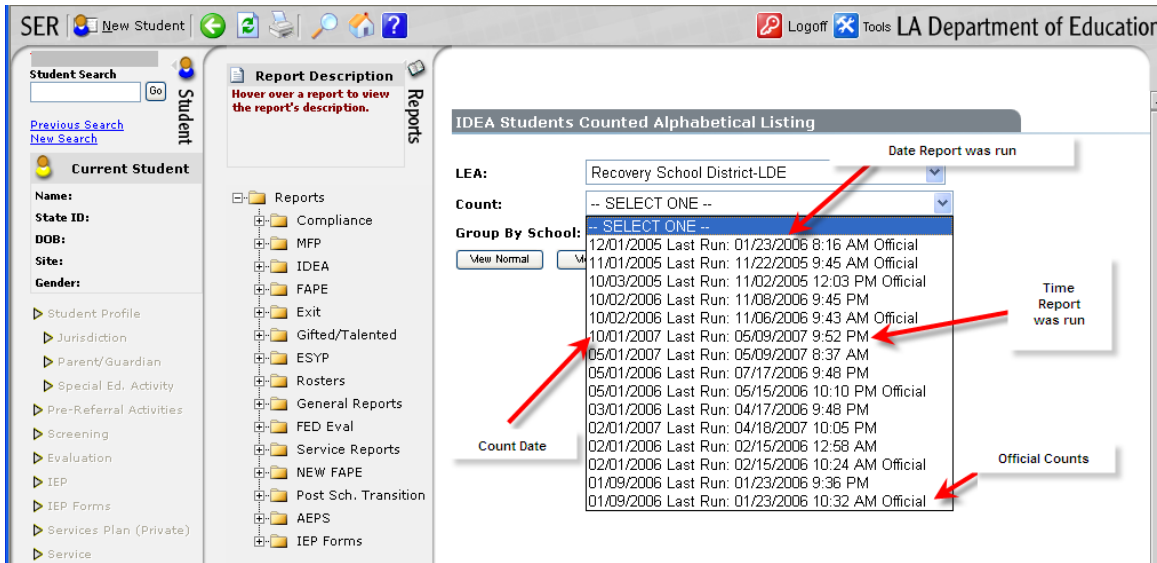 SER New Student Logoff Tools LA Department of Education
Student Search
Go
Previous Search
New Search
Student
Current Student
Name:
State ID:
DOB:
Site:
Gender:
Student Profile
Jurisdiction
Parent/Guardian
Special Ed. Activity
Pre-Referral Activities
Screening
Evaluation
IEP
IEP Forms
Services Plan (Private)
Service
Report Description
Hover over a report to view
the report's description.
Reports
Reports
Compliance
MFP
IDEA
FAPE
Exit
Gifted/Talented
ESYP
Rosters
General Reports
FED Eval
Service Reports
NEW FAPE
Post Sch. Transition
AEPS
IEP Forms
IDEA Students Counted Alphabetical Listing
Date Report was run
LEA: Recovery School District-LDE
Count: -- SELECT ONE --
Group By School:
View Normal
-- SELECT ONE --
12/01/2005 Last Run: 01/23/2006 8:16 AM Official
11/01/2005 Last Run: 11/22/2005 9:45 AM Official
10/03/2005 Last Run: 11/02/2005 12:03 PM Official
10/02/2006 Last Run: 11/08/2006 9:45 PM
10/02/2006 Last Run: 11/06/2006 9:43 AM Official
10/01/2007 Last Run: 05/09/2007 9:52 PM
05/01/2007 Last Run: 05/09/2007 8:37 AM
05/01/2006 Last Run: 07/17/2006 9:48 PM
05/01/2006 Last Run: 05/15/2006 10:10 PM Official
03/01/2006 Last Run: 04/17/2006 9:48 PM
02/01/2007 Last Run: 04/18/2007 10:05 PM
02/01/2006 Last Run: 02/15/2006 12:58 AM
02/01/2006 Last Run: 02/15/2006 10:24 AM Official
01/09/2006 Last Run: 01/23/2006 9:36 PM
01/09/2006 Last Run: 01/23/2006 10:32 AM Official
Time
Report
was run
Count Date
Official Counts